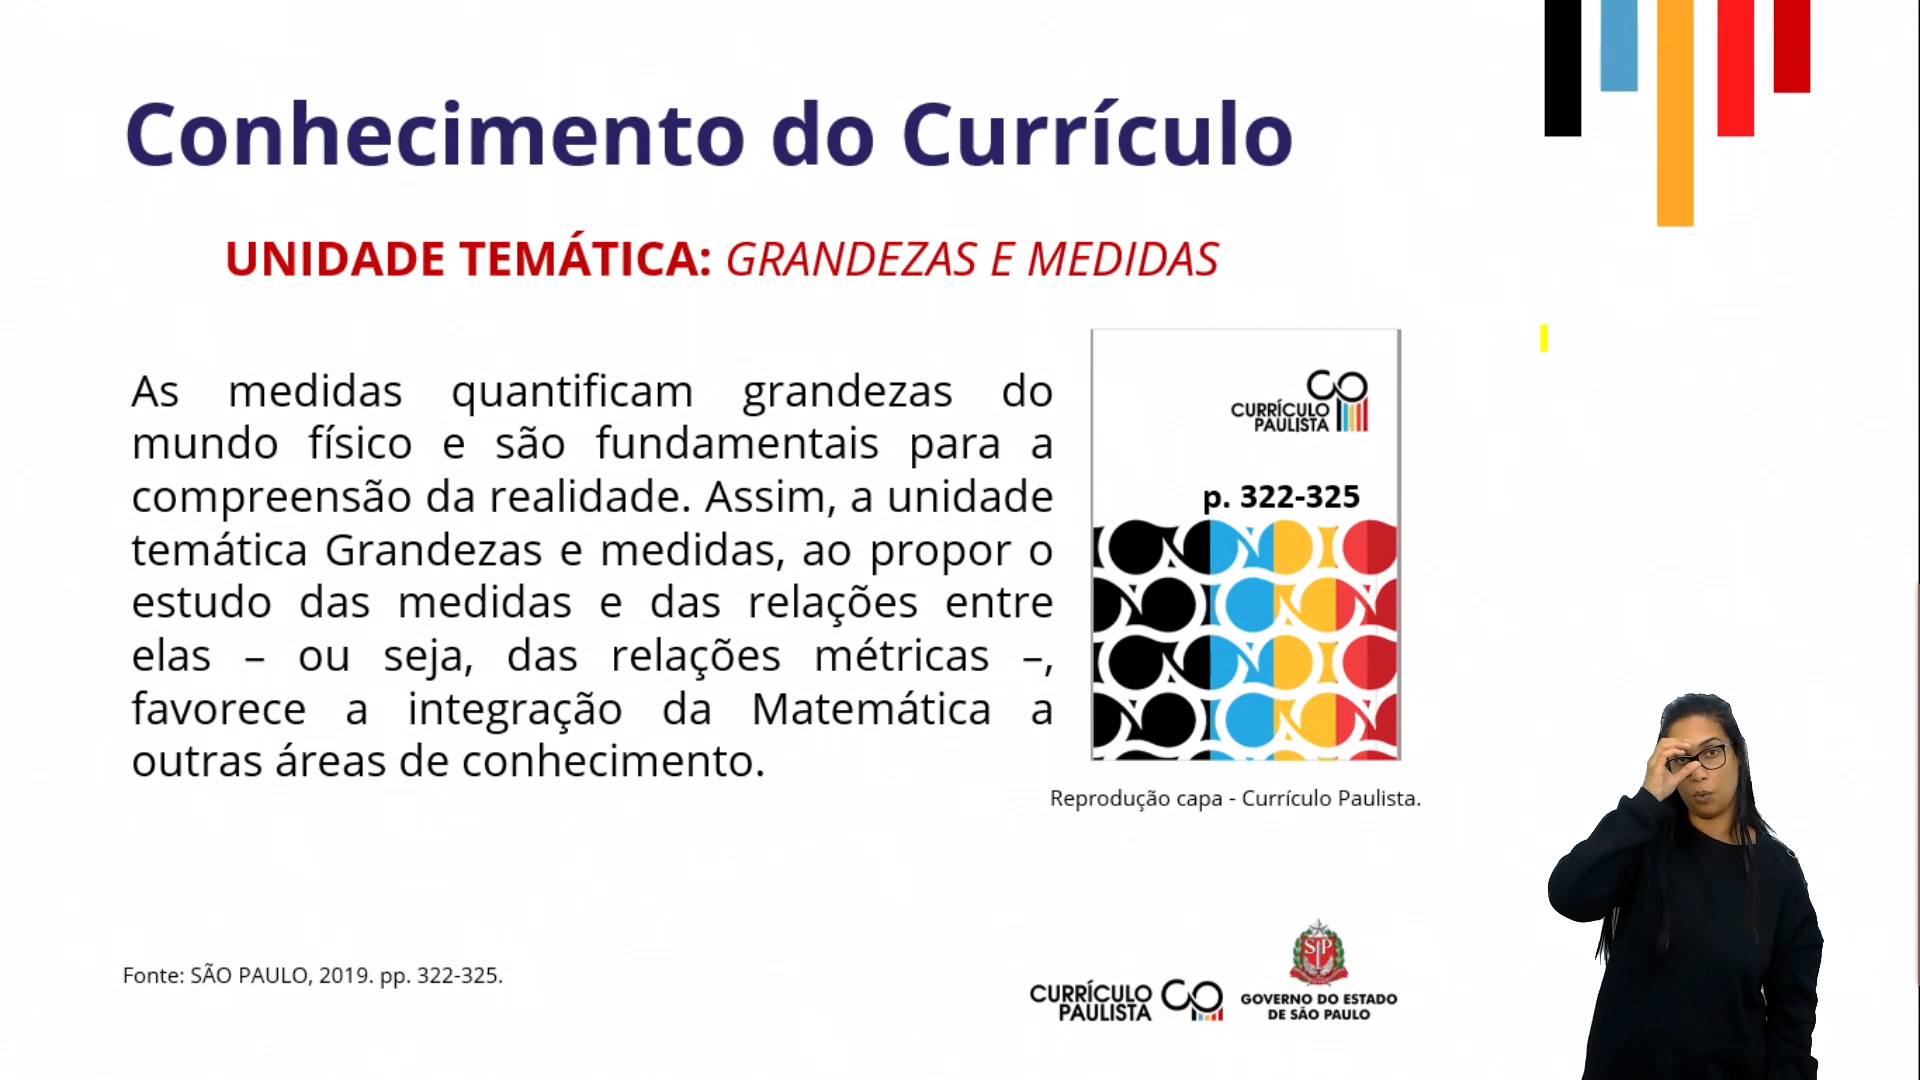 Conhecimento do Currículo
UNIDADE TEMÁTICA: GRANDEZAS E MEDIDAS
As medidas quantificam grandezas do
mundo físico e são fundamentais para a
compreensão da realidade. Assim, a unidade
temática Grandezas e medidas, ao propor o
estudo das medidas e das relações entre
elas – ou seja, das relações métricas –,
favorece a integração da Matemática a
outras áreas de conhecimento.
CURRÍCULO
PAULISTA
p. 322-325
Reprodução capa - Currículo Paulista.
Fonte: SÃO PAULO, 2019. pp. 322-325.
CURRÍCULO
PAULISTA
SP
GOVERNO DO ESTADO
DE SÃO PAULO